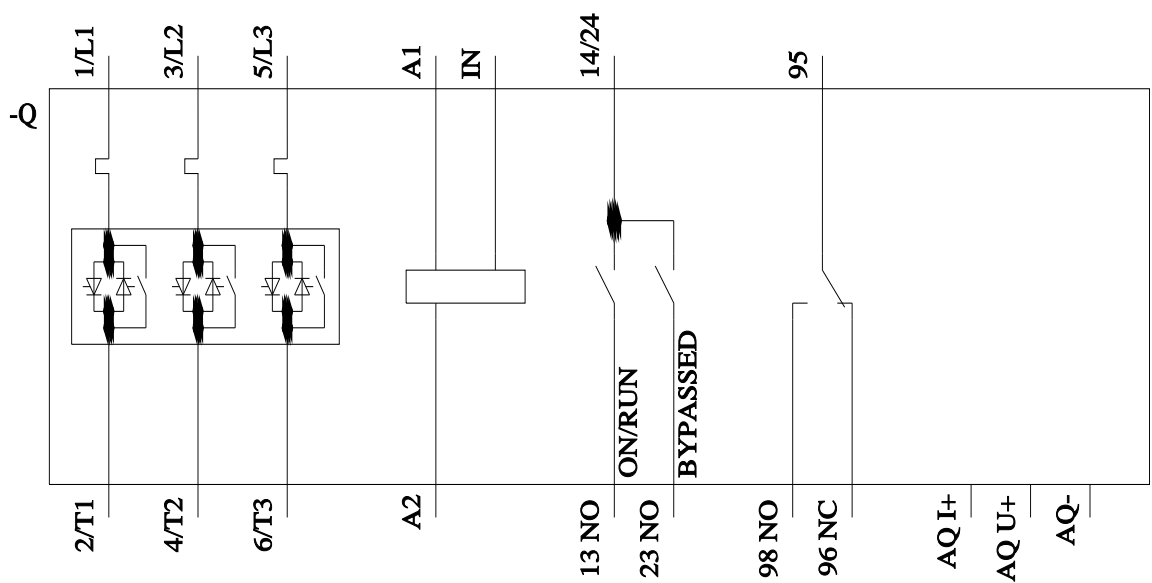 1/L1
3/L2
5/L3
A1
IN
14/24
95
-Q
ON/RUN
BYPASSED
2/T1
4/T2
6/T3
A2
13 NO
23 NO
98 NO
96 NC
AQ I+
AQ U+
AQ-